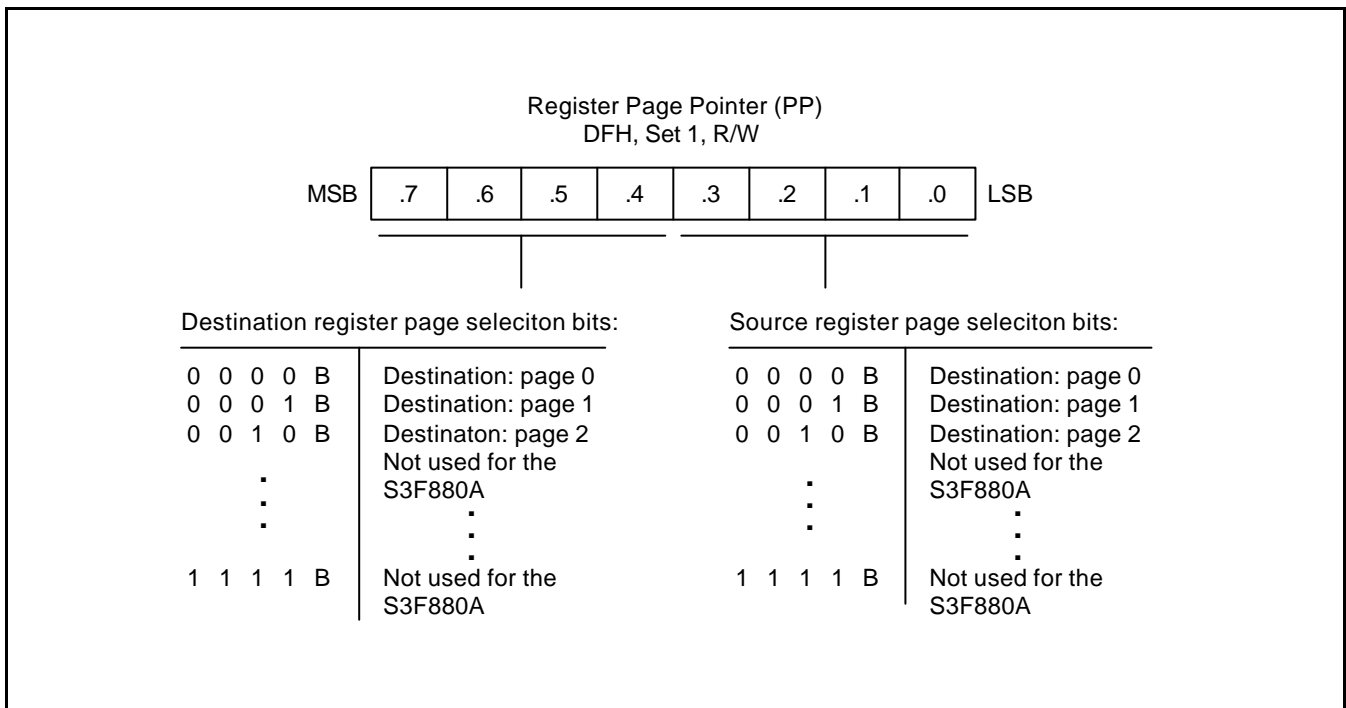 Register Page Pointer (PP)
DFH, Set 1, R/W
MSB .7 .6 .5 .4 .3 .2 .1 .0 LSB
Destination register page seleciton bits:
0 0 0 0 B Destination: page 0
0 0 0 1 B Destination: page 1
0 0 1 0 B Destinaton: page 2
Not used for the
S3F880A
1 1 1 1 B Not used for the
S3F880A
Source register page seleciton bits:
0 0 0 0 B Destination: page 0
0 0 0 1 B Destination: page 1
0 0 1 0 B Destination: page 2
Not used for the
S3F880A
1 1 1 1 B Not used for the
S3F880A